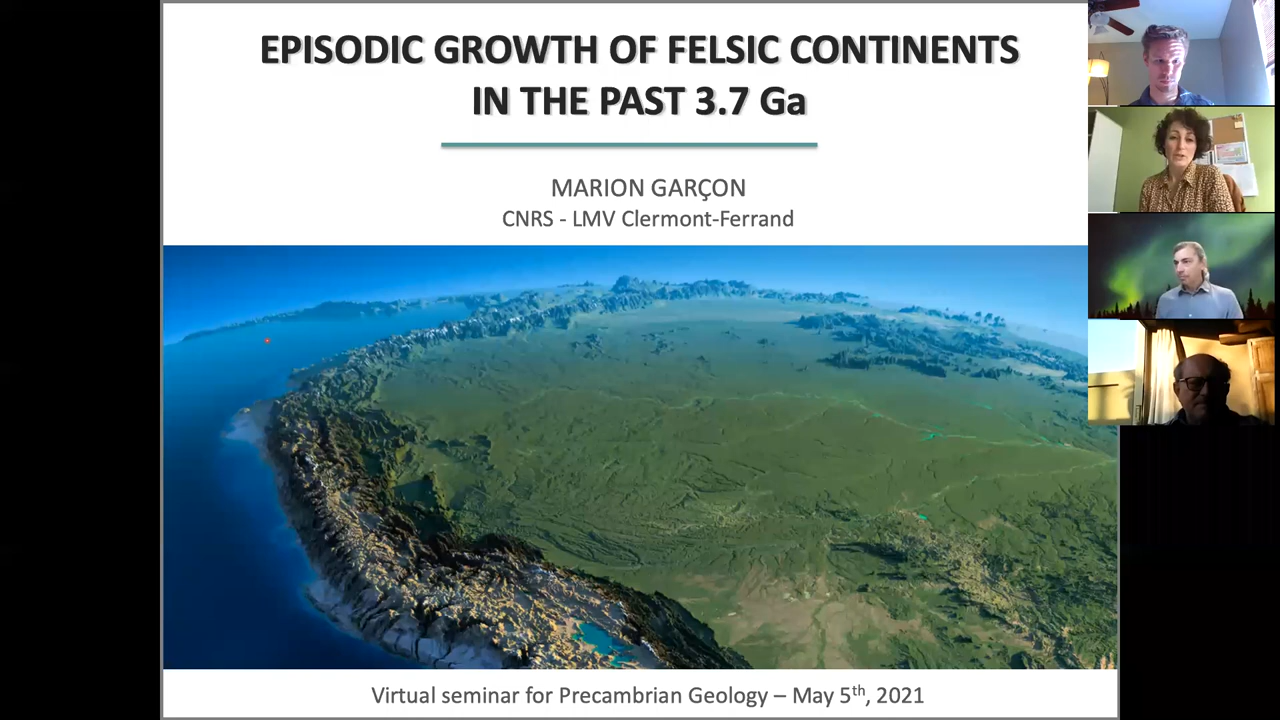 EPISODIC GROWTH OF FELSIC CONTINENTS
IN THE PAST 3.7 Ga
MARION GARÇON
CNRS - LMV Clermont-Ferrand
Virtual seminar for Precambrian Geology – May 5th, 2021